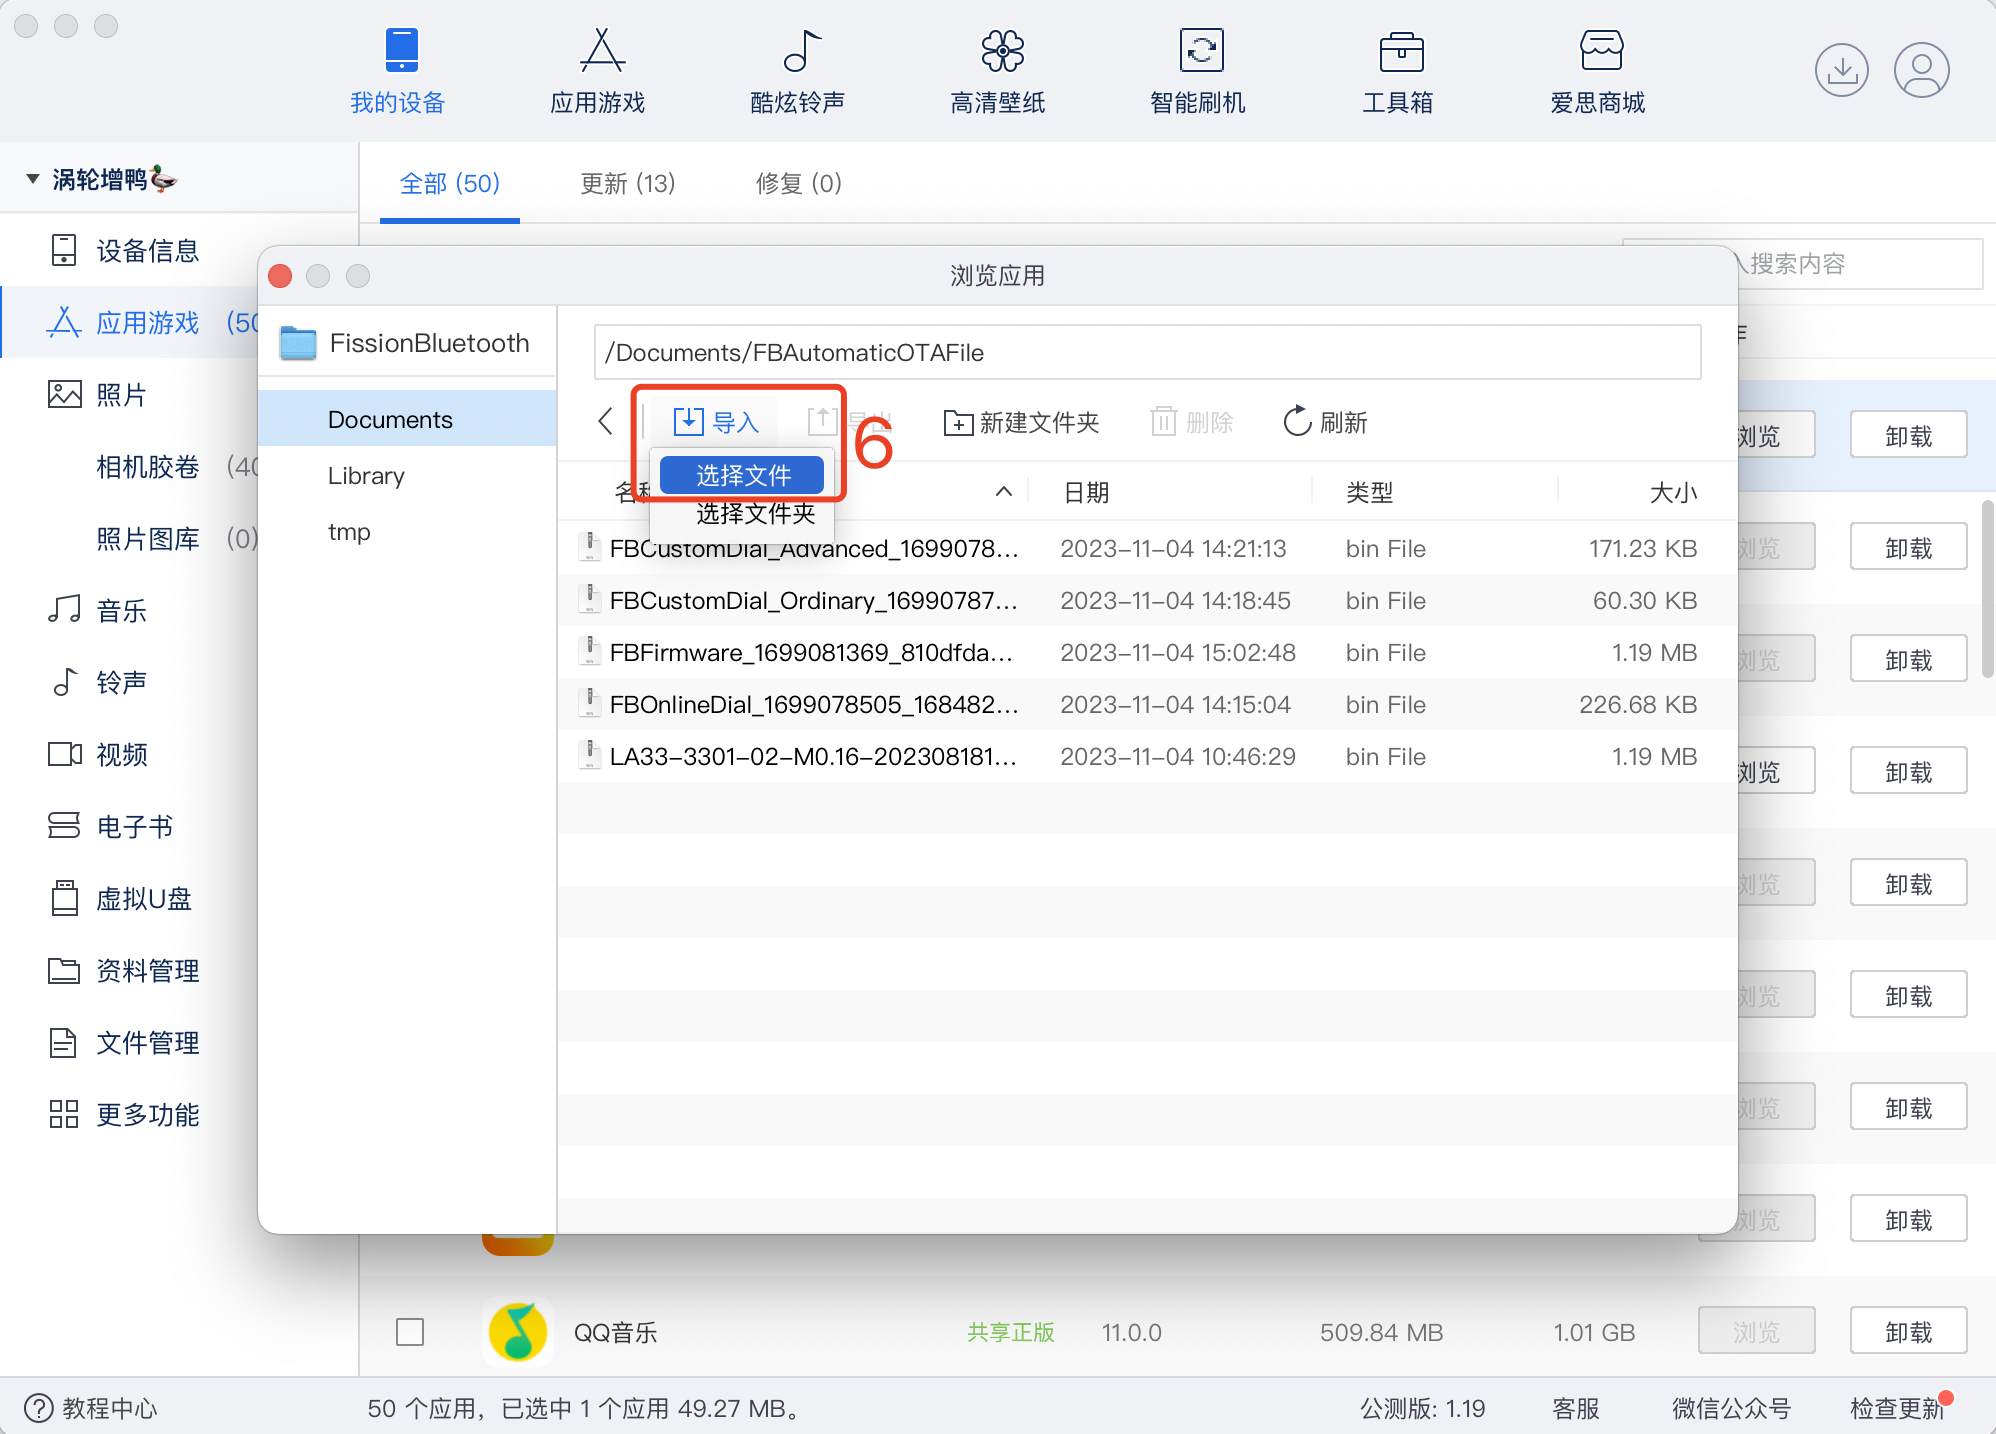 我的设备
应用游戏
酷炫铃声
高清壁纸
智能刷机
工具箱
爱思商城
涡轮增鸭🦆
全部 (50)
更新 (13)
修复 (0)
设备信息
应用游戏 (50
照片
相机胶卷 (40
照片图库 (0)
音乐
铃声
视频
电子书
虚拟U盘
资料管理
文件管理
更多功能
搜索内容
浏览应用
FissionBluetooth
Documents
Library
tmp
/Documents/FBAutomaticOTAFile
导入
导出
新建文件夹
删除
刷新
6
选择文件
选择文件夹
名称
日期
类型
大小
FBCustomDial_Advanced_1699078... 2023-11-04 14:21:13 bin File 171.23 KB
FBCustomDial_Ordinary_16990787... 2023-11-04 14:18:45 bin File 60.30 KB
FBFirmware_1699081369_810dfda... 2023-11-04 15:02:48 bin File 1.19 MB
FBOnlineDial_1699078505_168482... 2023-11-04 14:15:04 bin File 226.68 KB
LA33-3301-02-M0.16-202308181... 2023-11-04 10:46:29 bin File 1.19 MB
浏览 卸载
浏览 卸载
浏览 卸载
浏览 卸载
浏览 卸载
浏览 卸载
浏览 卸载
浏览 卸载
QQ音乐 共享正版 11.0.0 509.84 MB 1.01 GB 浏览 卸载
教程中心
50 个应用，已选中 1 个应用 49.27 MB。
公测版: 1.19
客服
微信公众号
检查更新